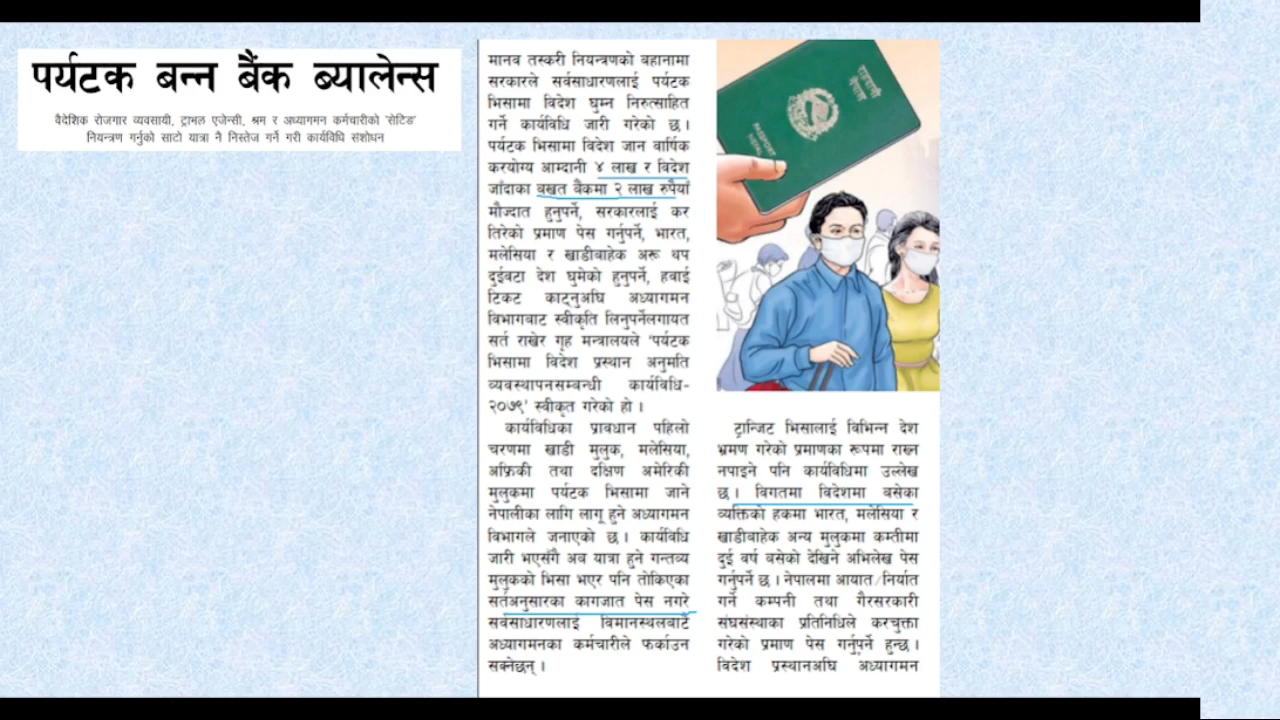 पर्यटक बन्न बैंक ब्यालेन्स
वैदेशिक रोजगार व्यवसायी, ट्राभल एजेन्सी, श्रम र अध्यागमन कर्मचारीको 'सेटिङ'
नियन्त्रण गर्नुको साटो यात्रा नै निस्तेज गर्ने गरी कार्यविधि संशोधन
मानव तस्करी नियन्त्रणको बहानामा
सरकारले सर्वसाधारणलाई पर्यटक
भिसामा विदेश घुम्न निरुत्साहित
गर्ने कार्यविधि जारी गरेको छ ।
पर्यटक भिसामा विदेश जान वार्षिक
करयोग्य आम्दानी ४ लाख र विदेश
जाँदाका बखत बैंकमा २ लाख रुपैयाँ
मौज्दात हुनुपर्ने, सरकारलाई कर
तिरेको प्रमाण पेस गर्नुपर्ने, भारत,
मलेसिया र खाडीबाहेक अरू थप
दुईवटा देश घुमेको हुनुपर्ने, हवाई
टिकट काट्नुअघि अध्यागमन
विभागबाट स्वीकृति लिनुपर्नेलगायत
सर्त राखेर गृह मन्त्रालयले 'पर्यटक
भिसामा विदेश प्रस्थान अनुमति
व्यवस्थापनसम्बन्धी कार्यविधि-
२०७९' स्वीकृत गरेको हो ।
कार्यविधिका प्रावधान पहिलो
चरणमा खाडी मुलुक, मलेसिया,
अफ्रिकी तथा दक्षिण अमेरिकी
मुलुकमा पर्यटक भिसामा जाने
नेपालीका लागि लागू हुने अध्यागमन
विभागले जनाएको छ । कार्यविधि
जारी भएसँगै अब यात्रा हुने गन्तव्य
मुलुकको भिसा भएर पनि तोकिएका
सर्तअनुसारका कागजात पेस नगरे
सर्वसाधारणलाई विमानस्थलबाटै
अध्यागमनका कर्मचारीले फर्काउन
सक्नेछन् ।
राहदानी
नेपाल
PASSPORT
NEPAL
ट्रान्जिट भिसालाई विभिन्न देश
भ्रमण गरेको प्रमाणका रूपमा राख्न
नपाइने पनि कार्यविधिमा उल्लेख
छ । विगतमा विदेशमा बसेका
व्यक्तिको हकमा भारत, मलेसिया र
खाडीबाहेक अन्य मुलुकमा कम्तीमा
दुई वर्ष बसेको देखिने अभिलेख पेस
गर्नुपर्ने छ । नेपालमा आयात/निर्यात
गर्ने कम्पनी तथा गैरसरकारी
संघसंस्थाका प्रतिनिधिले करचुक्ता
गरेको प्रमाण पेस गर्नुपर्ने हुन्छ ।
विदेश प्रस्थानअघि अध्यागमन